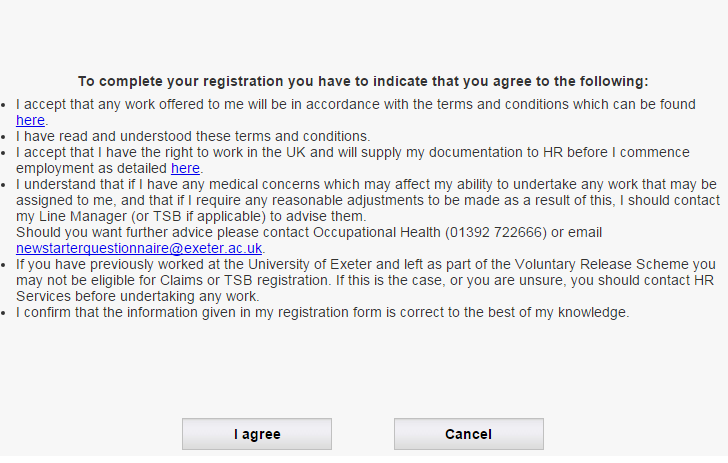 To complete your registration you have to indicate that you agree to the following:
• I accept that any work offered to me will be in accordance with the terms and conditions which can be found
here.
• I have read and understood these terms and conditions.
• I accept that I have the right to work in the UK and will supply my documentation to HR before I commence
employment as detailed here.
• I understand that if I have any medical concerns which may affect my ability to undertake any work that may be
assigned to me, and that if I require any reasonable adjustments to be made as a result of this, I should contact
my Line Manager (or TSB if applicable) to advise them.
Should you want further advice please contact Occupational Health (01392 722666) or email
newstarterquestionnaire@exeter.ac.uk.
• If you have previously worked at the University of Exeter and left as part of the Voluntary Release Scheme you
may not be eligible for Claims or TSB registration. If this is the case, or you are unsure, you should contact HR
Services before undertaking any work.
• I confirm that the information given in my registration form is correct to the best of my knowledge.
I agree
Cancel